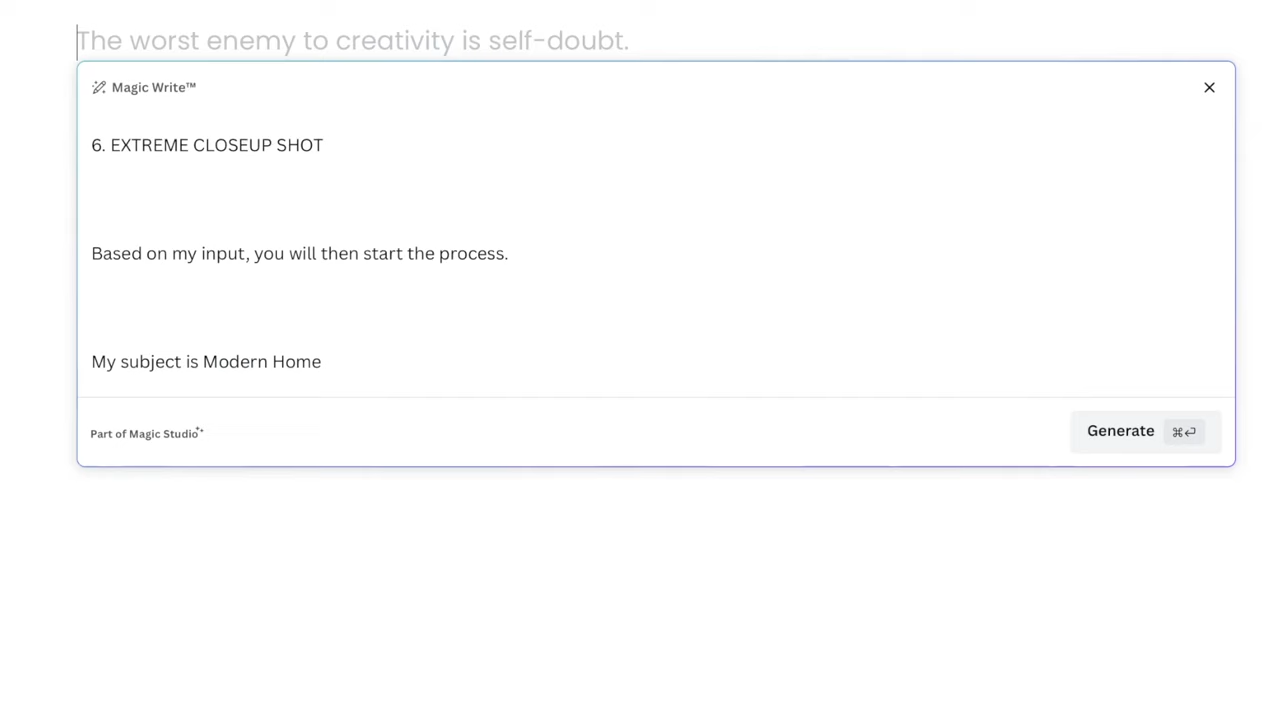 The worst enemy to creativity is self-doubt.
Magic Write™
6. EXTREME CLOSEUP SHOT
Based on my input, you will then start the process.
My subject is Modern Home
Part of Magic Studio
Generate ⌘↵